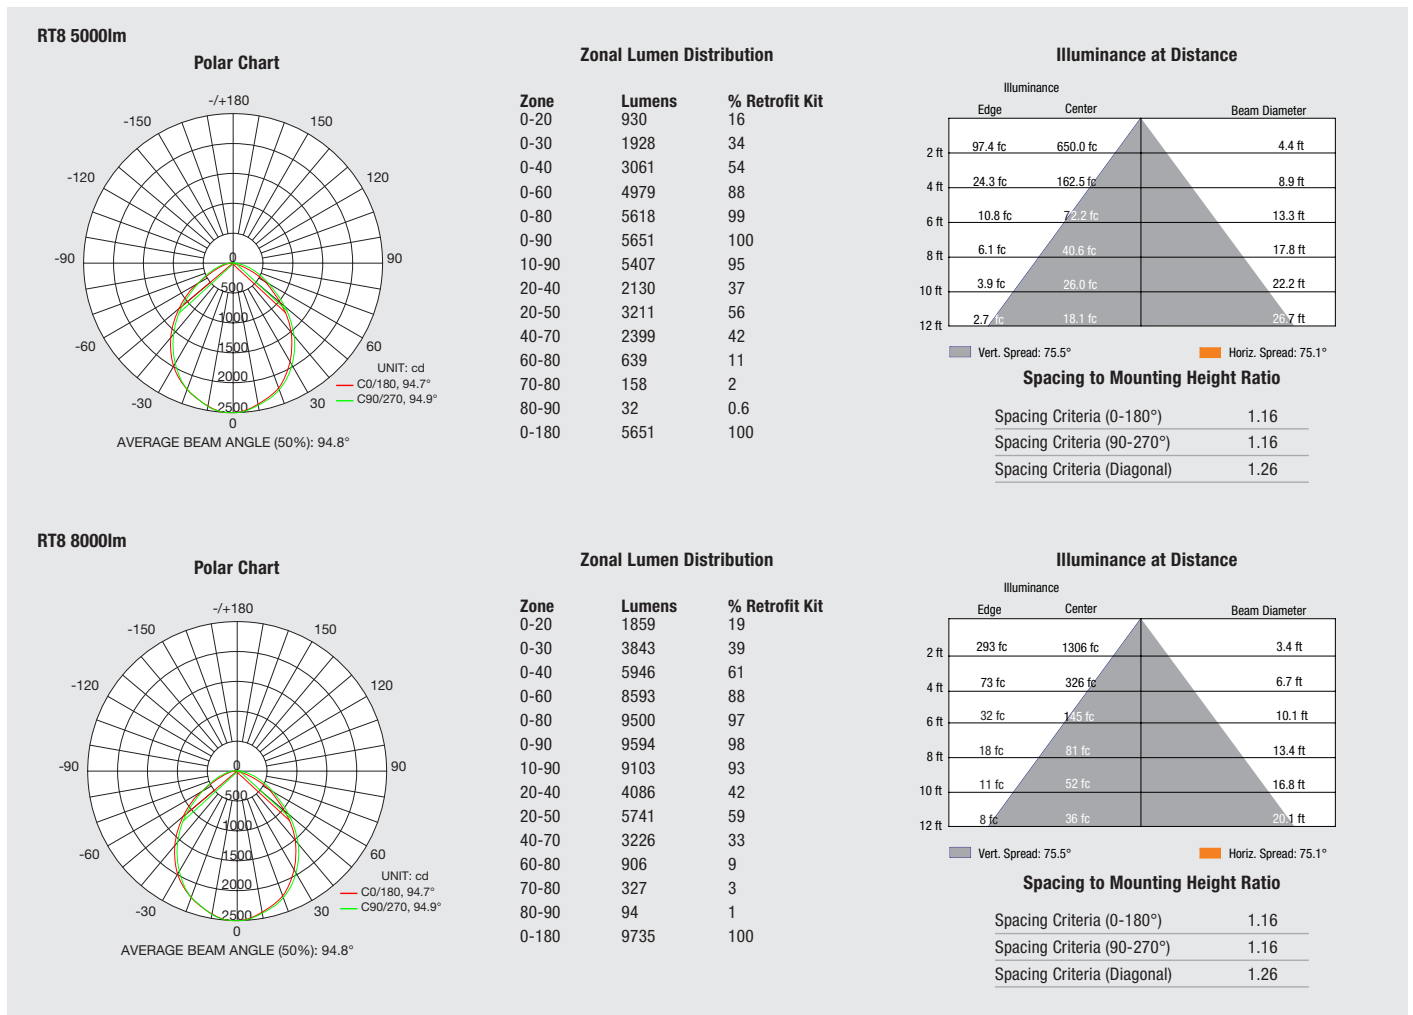 RT8 5000lm
Polar Chart
-/+180
-150 150
-120 120
-90 90
-60 60
-30 30
0
500
1000
1500
2000
2500
0
UNIT: cd
C0/180, 94.7°
C90/270, 94.9°
AVERAGE BEAM ANGLE (50%): 94.8°
Zonal Lumen Distribution
Zone Lumens % Retrofit Kit
0-20 930 16
0-30 1928 34
0-40 3061 54
0-60 4979 88
0-80 5618 99
0-90 5651 100
10-90 5407 95
20-40 2130 37
20-50 3211 56
40-70 2399 42
60-80 639 11
70-80 158 2
80-90 32 0.6
0-180 5651 100
Illuminance at Distance
Illuminance
Edge Center Beam Diameter
2 ft 97.4 fc 650.0 fc 4.4 ft
4 ft 24.3 fc 162.5 fc 8.9 ft
6 ft 10.8 fc 72.2 fc 13.3 ft
8 ft 6.1 fc 40.6 fc 17.8 ft
10 ft 3.9 fc 26.0 fc 22.2 ft
12 ft 2.7 fc 18.1 fc 26.7 ft
Vert. Spread: 75.5° Horiz. Spread: 75.1°
Spacing to Mounting Height Ratio
Spacing Criteria (0-180°) 1.16
Spacing Criteria (90-270°) 1.16
Spacing Criteria (Diagonal) 1.26
RT8 8000lm
Polar Chart
-/+180
-150 150
-120 120
-90 90
-60 60
-30 30
0
500
1000
1500
2000
2500
0
UNIT: cd
C0/180, 94.7°
C90/270, 94.9°
AVERAGE BEAM ANGLE (50%): 94.8°
Zonal Lumen Distribution
Zone Lumens % Retrofit Kit
0-20 1859 19
0-30 3843 39
0-40 5946 61
0-60 8593 88
0-80 9500 97
0-90 9594 98
10-90 9103 93
20-40 4086 42
20-50 5741 59
40-70 3226 33
60-80 906 9
70-80 327 3
80-90 94 1
0-180 9735 100
Illuminance at Distance
Illuminance
Edge Center Beam Diameter
2 ft 293 fc 1306 fc 3.4 ft
4 ft 73 fc 326 fc 6.7 ft
6 ft 32 fc 145 fc 10.1 ft
8 ft 18 fc 81 fc 13.4 ft
10 ft 11 fc 52 fc 16.8 ft
12 ft 8 fc 36 fc 20.1 ft
Vert. Spread: 75.5° Horiz. Spread: 75.1°
Spacing to Mounting Height Ratio
Spacing Criteria (0-180°) 1.16
Spacing Criteria (90-270°) 1.16
Spacing Criteria (Diagonal) 1.26